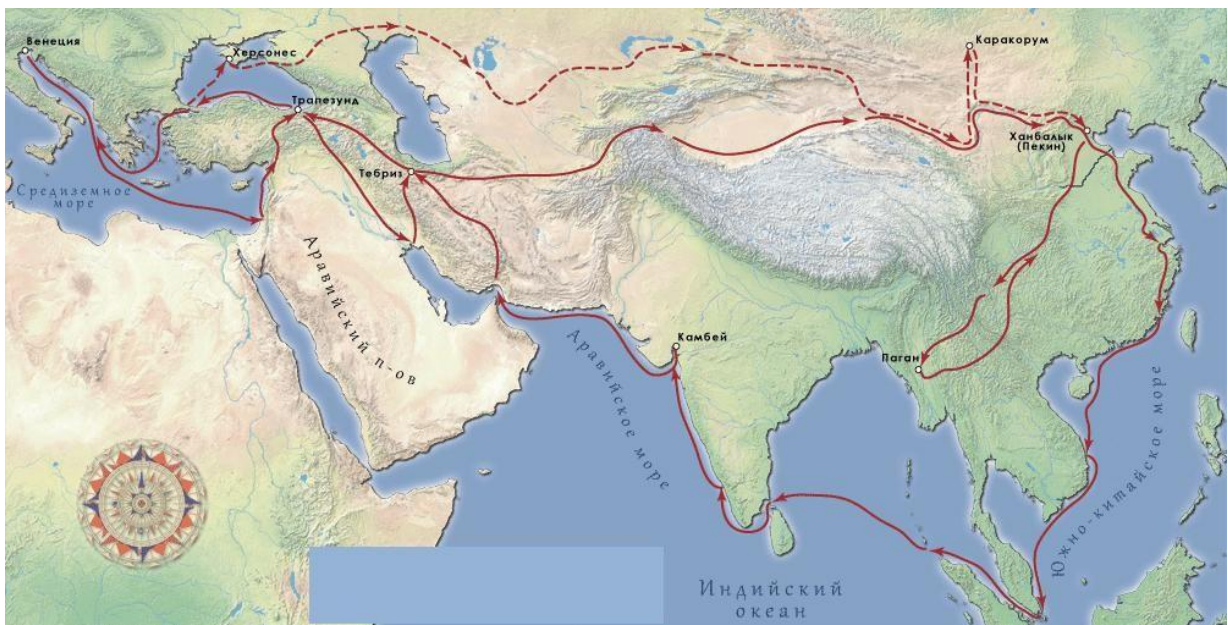 Венеция
Херсонес
Каракорум
Трапезунд
Ханбалык
(Пекин)
Тебриз
Средиземное
море
Аравийский п-ов
Камбей
Паган
Аравийское море
Южно-китайское море
Индийский
океан